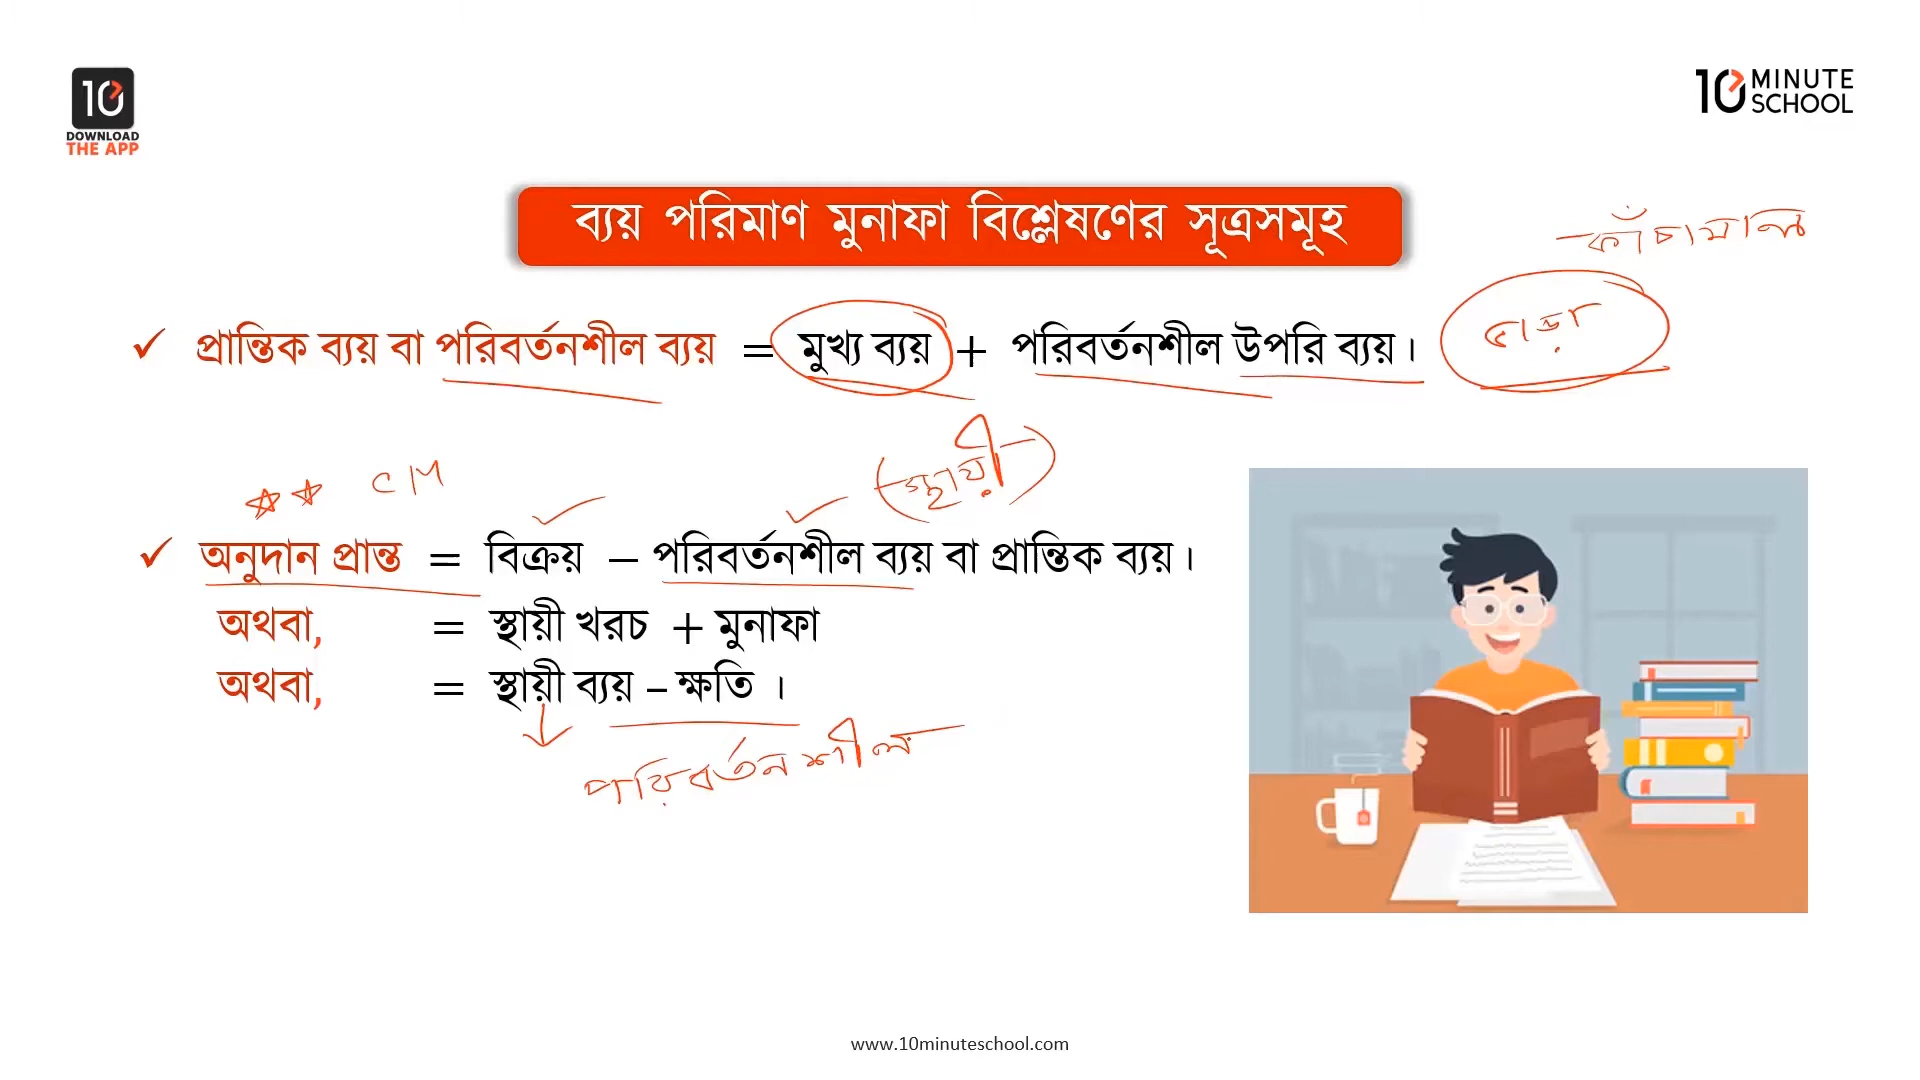 10
DOWNLOAD
THE APP
10 MINUTE
SCHOOL
ব্যয় পরিমাণ মুনাফা বিশ্লেষণের সূত্রসমূহ
কাঁচামাল
✓ প্রান্তিক ব্যয় বা পরিবর্তনশীল ব্যয় = মুখ্য ব্যয় + পরিবর্তনশীল উপরি ব্যয়।
ভাড়া
(স্থায়ী)
CM
✓ অনুদান প্রান্ত = বিক্রয় – পরিবর্তনশীল ব্যয় বা প্রান্তিক ব্যয়।
অথবা, = স্থায়ী খরচ + মুনাফা
অথবা, = স্থায়ী ব্যয় – ক্ষতি ।
পরিবর্তনশীল
www.10minuteschool.com